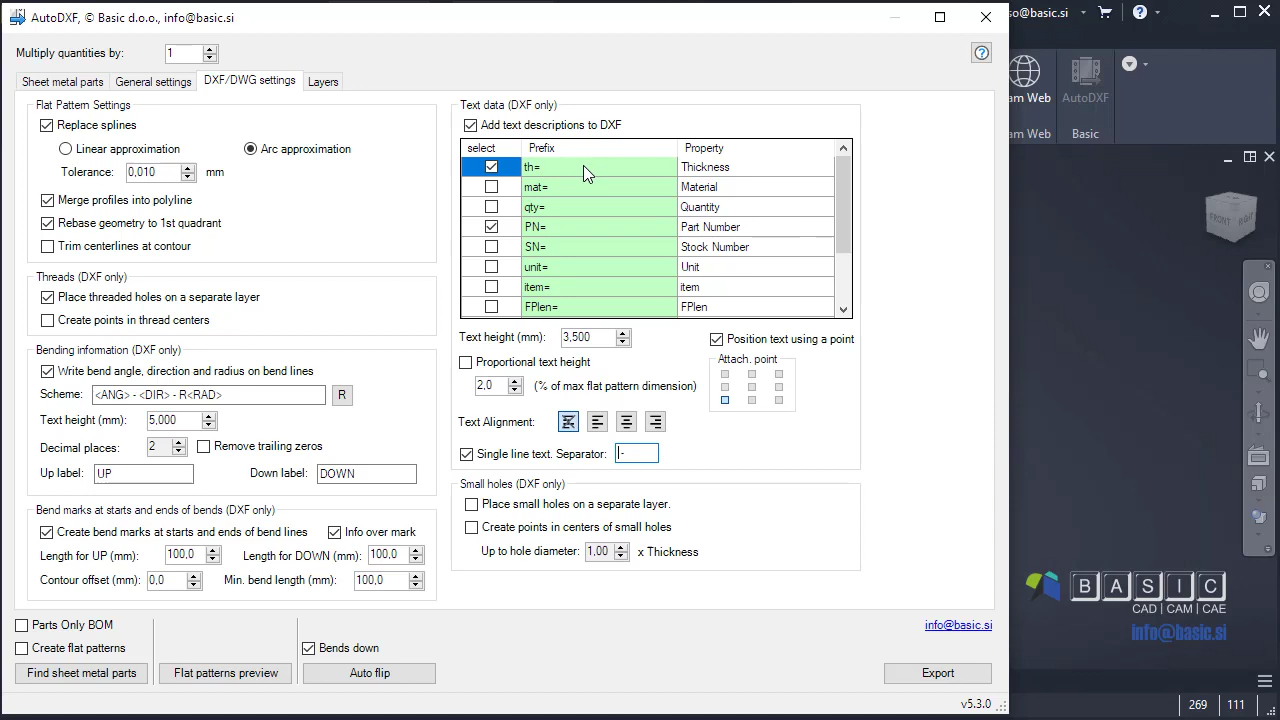 AutoDXF, © Basic d.o.o., info@basic.si
so@basic.si
Multiply quantities by: 1
Sheet metal parts General settings DXF/DWG settings Layers
Flat Pattern Settings
Replace splines
Linear approximation Arc approximation
Tolerance: 0,010 mm
Merge profiles into polyline
Rebase geometry to 1st quadrant
Trim centerlines at contour
Threads (DXF only)
Place threaded holes on a separate layer
Create points in thread centers
Bending information (DXF only)
Write bend angle, direction and radius on bend lines
Scheme: <ANG> - <DIR> - R<RAD> R
Text height (mm): 5,000
Decimal places: 2 Remove trailing zeros
Up label: UP Down label: DOWN
Bend marks at starts and ends of bends (DXF only)
Create bend marks at starts and ends of bend lines Info over mark
Length for UP (mm): 100,0 Length for DOWN (mm): 100,0
Contour offset (mm): 0,0 Min. bend length (mm): 100,0
Text data (DXF only)
Add text descriptions to DXF
select Prefix Property
th= Thickness
mat= Material
qty= Quantity
PN= Part Number
SN= Stock Number
unit= Unit
item= item
FPlen= FPlen
Text height (mm): 3,500 Position text using a point
Proportional text height Attach. point
2,0 (% of max flat pattern dimension)
Text Alignment:
Single line text. Separator: -
Small holes (DXF only)
Place small holes on a separate layer.
Create points in centers of small holes
Up to hole diameter: 1,00 x Thickness
Parts Only BOM
Create flat patterns
Bends down
info@basic.si
Find sheet metal parts Flat patterns preview Auto flip Export
v5.3.0
am Web AutoDXF
am Web Basic
FRONT RIGHT
BASIC
CAD | CAM | CAE
info@basic.si
269 111